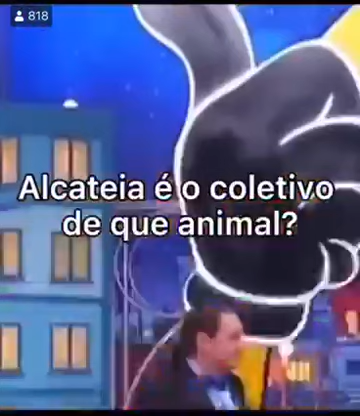 818
Alcateia é o coletivo
de que animal?